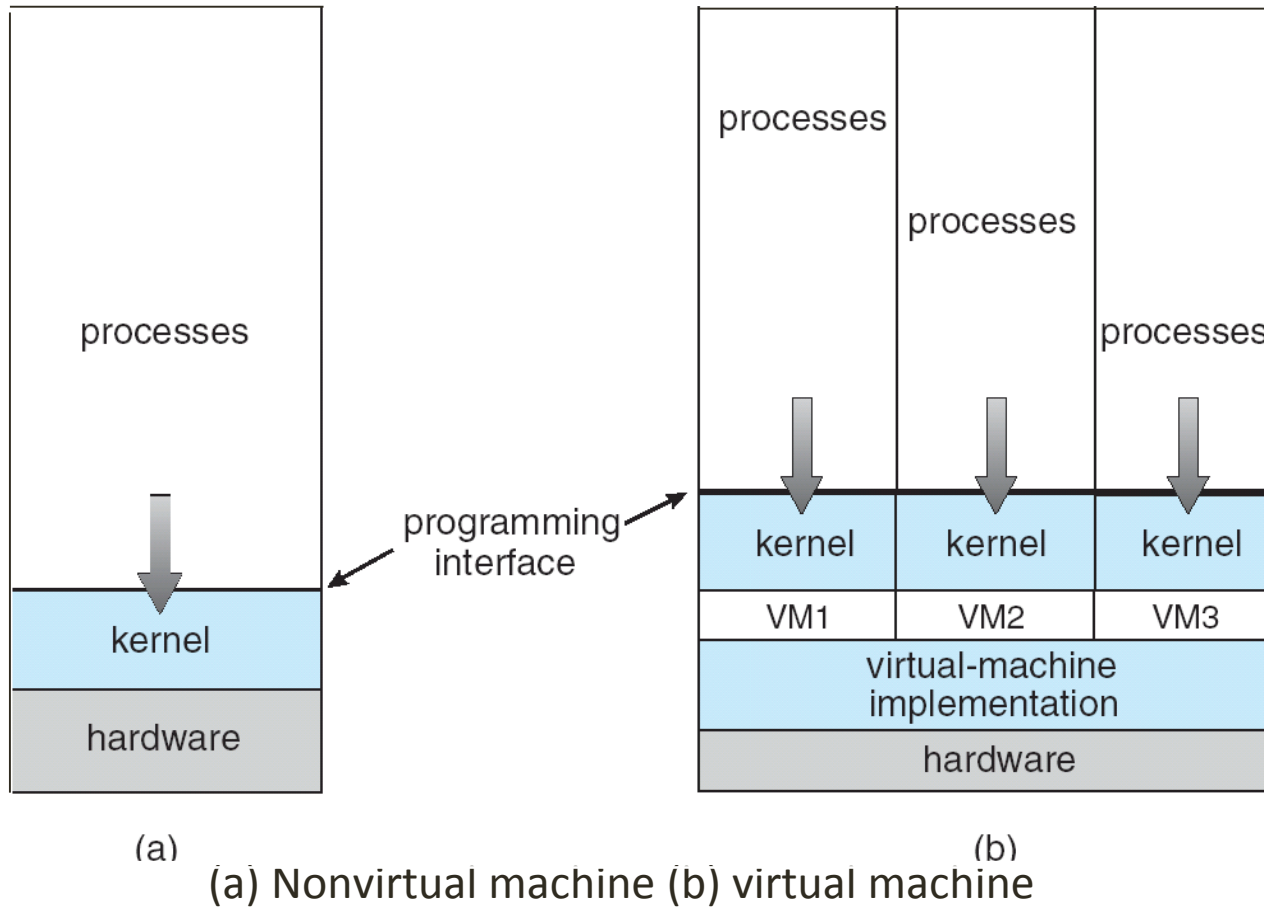 processes
kernel
hardware
(a)
programming
interface
processes
processes
processes
kernel
kernel
kernel
VM1
VM2
VM3
virtual-machine
implementation
hardware
(b)
(a) Nonvirtual machine (b) virtual machine